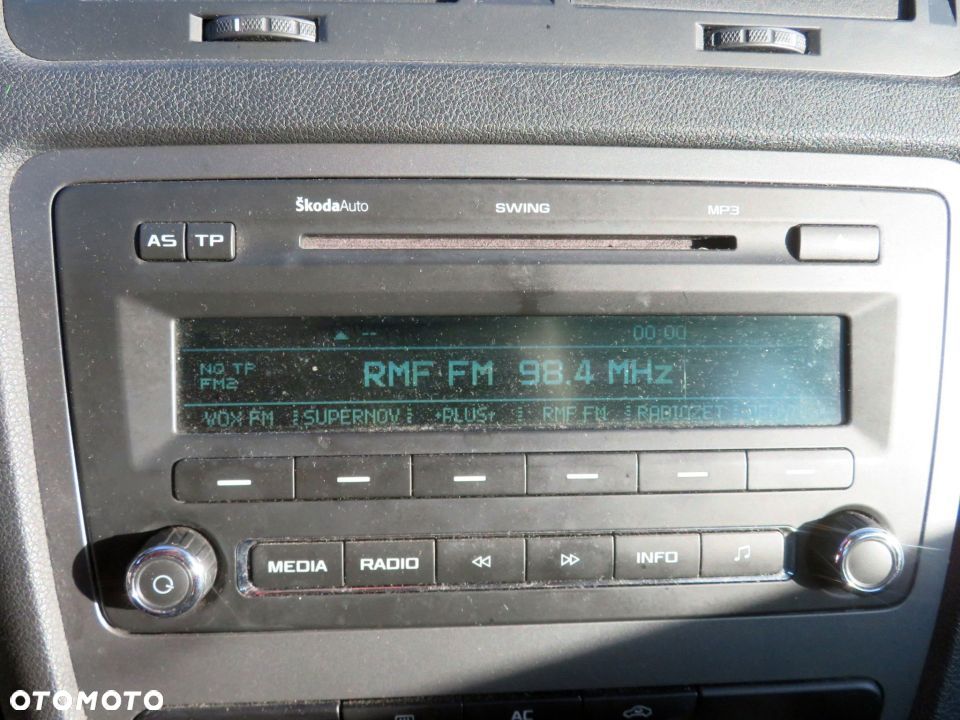 ŠkodaAuto SWING MP3
AS TP
-- 00:00
NO TP
FM2
RMF FM 98.4 MHz
VOX FM SUPERNOV *PLUS* RMF FM RADIOZET
MEDIA RADIO INFO
AC
OTOMOTO